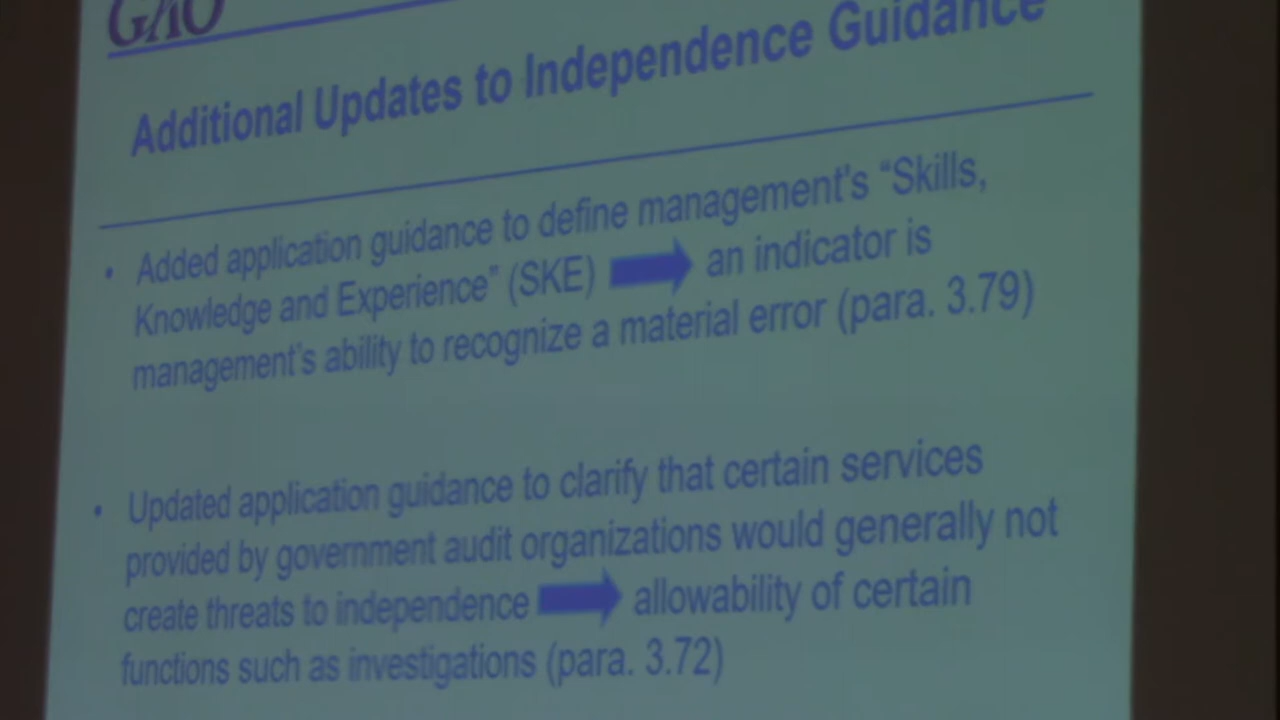 GAO
Additional Updates to Independence Guidance
• Added application guidance to define management's “Skills,
Knowledge and Experience” (SKE) ➡ an indicator is
management's ability to recognize a material error (para. 3.79)
• Updated application guidance to clarify that certain services
provided by government audit organizations would generally not
create threats to independence ➡ allowability of certain
functions such as investigations (para. 3.72)